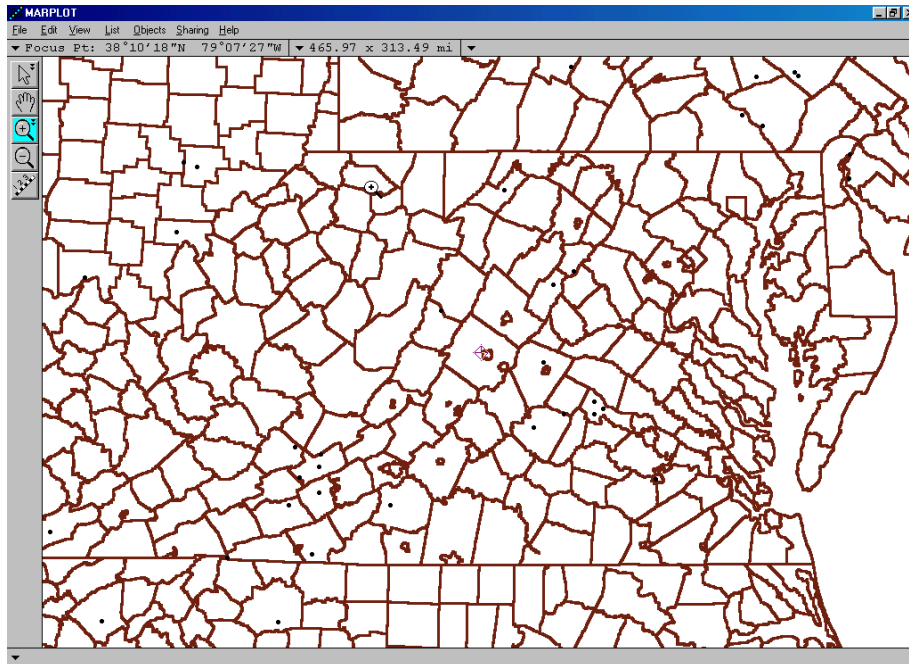 MARPLOT
File Edit View List Objects Sharing Help
Focus Pt: 38°10'18"N 79°07'27"W 465.97 x 313.49 mi